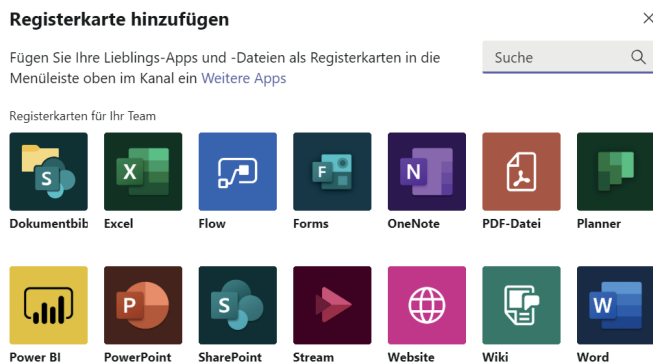 Registerkarte hinzufügen
Fügen Sie Ihre Lieblings-Apps und -Dateien als Registerkarten in die
Menüleiste oben im Kanal ein Weitere Apps
Suche
Registerkarten für Ihr Team
S X F N
Dokumentbib Excel Flow Forms OneNote PDF-Datei Planner
P S W
Power BI PowerPoint SharePoint Stream Website Wiki Word